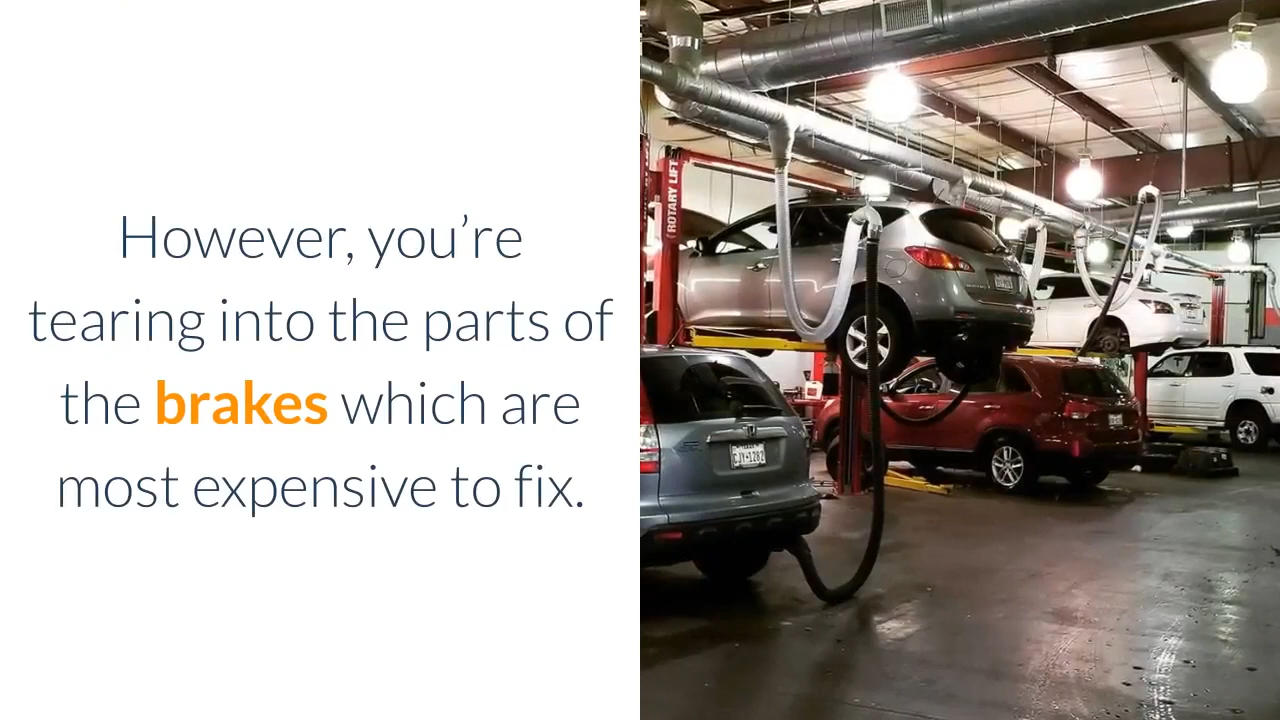 However, you’re
tearing into the parts of
the brakes which are
most expensive to fix.
ROTARY LIFT